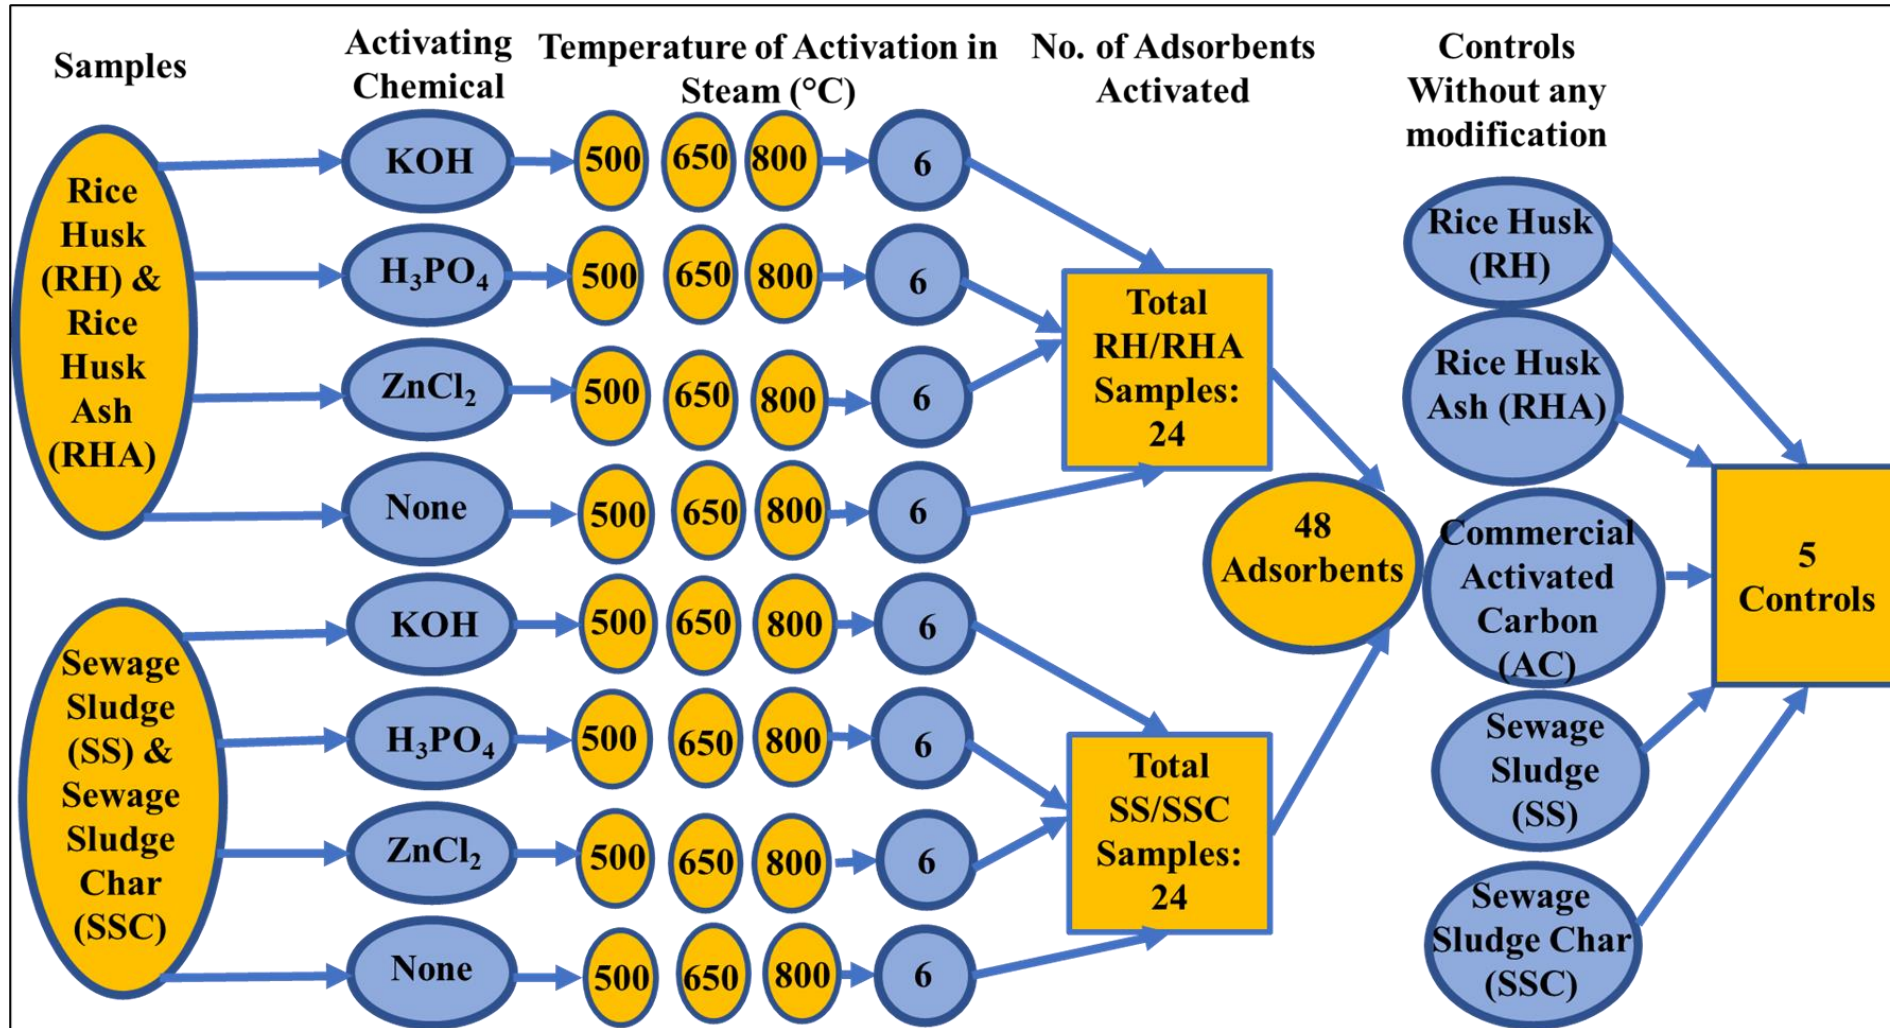 Samples
Activating
Chemical
Temperature of Activation in
Steam (°C)
No. of Adsorbents
Activated
Controls
Without any
modification
Rice
Husk
(RH) &
Rice
Husk
Ash
(RHA)
KOH
500
650
800
6
H₃PO₄
500
650
800
6
ZnCl₂
500
650
800
6
None
500
650
800
6
Total
RH/RHA
Samples:
24
Sewage
Sludge
(SS) &
Sewage
Sludge
Char
(SSC)
KOH
500
650
800
6
H₃PO₄
500
650
800
6
ZnCl₂
500
650
800
6
None
500
650
800
6
Total
SS/SSC
Samples:
24
48
Adsorbents
Rice Husk
(RH)
Rice Husk
Ash (RHA)
Commercial
Activated
Carbon
(AC)
Sewage
Sludge
(SS)
Sewage
Sludge Char
(SSC)
5
Controls